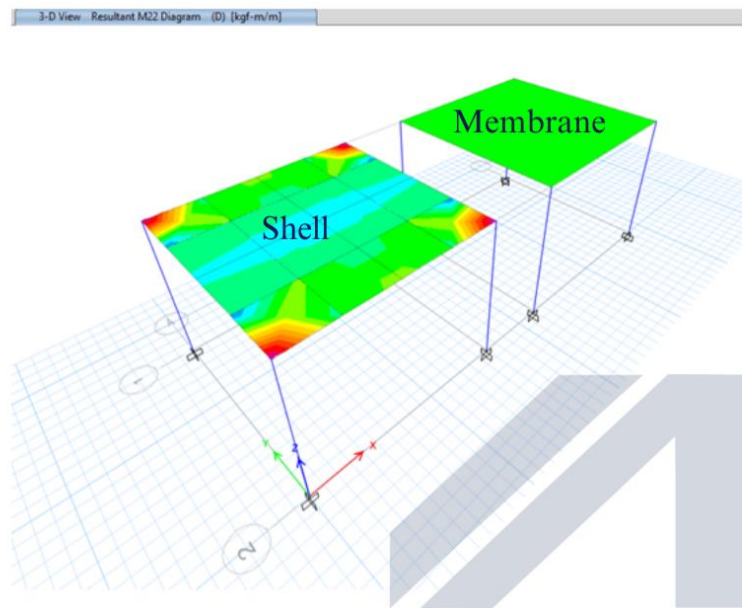 3-D View Resultant M22 Diagram (D) [kgf-m/m]
Membrane
Shell
Y
Z
X
1
2